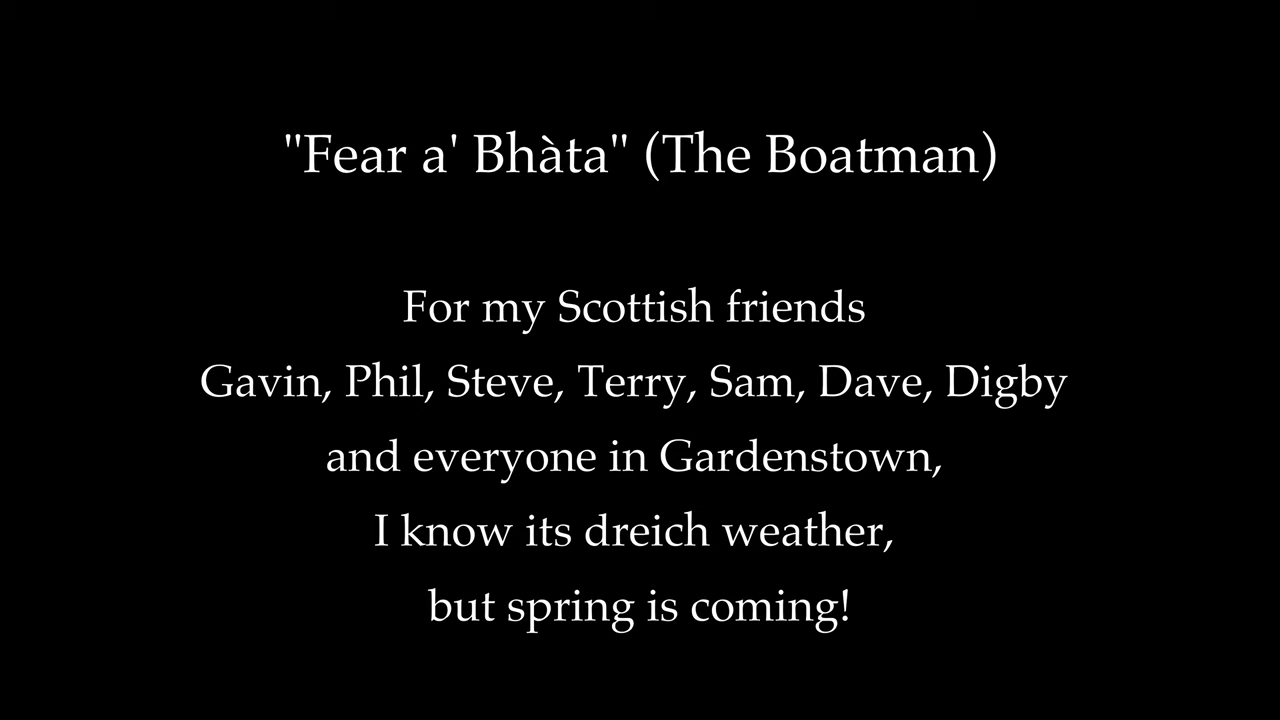 "Fear a' Bhàta" (The Boatman)
For my Scottish friends
Gavin, Phil, Steve, Terry, Sam, Dave, Digby
and everyone in Gardenstown,
I know its dreich weather,
but spring is coming!